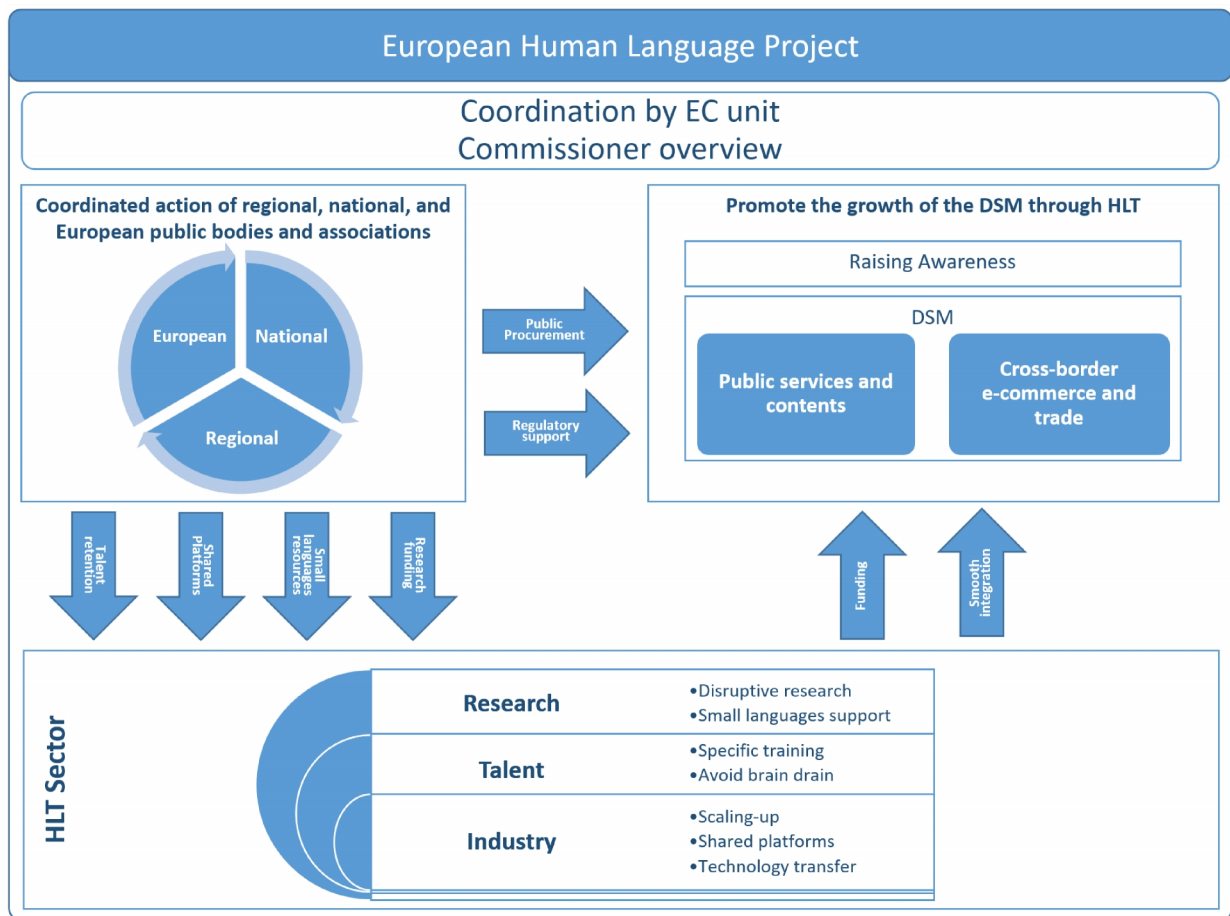 European Human Language Project
Coordination by EC unit
Commissioner overview
Coordinated action of regional, national, and
European public bodies and associations
European
National
Regional
Public
Procurement
Regulatory
support
Promote the growth of the DSM through HLT
Raising Awareness
DSM
Public services and
contents
Cross-border
e-commerce and
trade
Talent
retention
Shared
Platforms
Small
languages
resources
Research
funding
Funding
Smooth
integration
HLT Sector
Research
•Disruptive research
•Small languages support
Talent
•Specific training
•Avoid brain drain
Industry
•Scaling-up
•Shared platforms
•Technology transfer